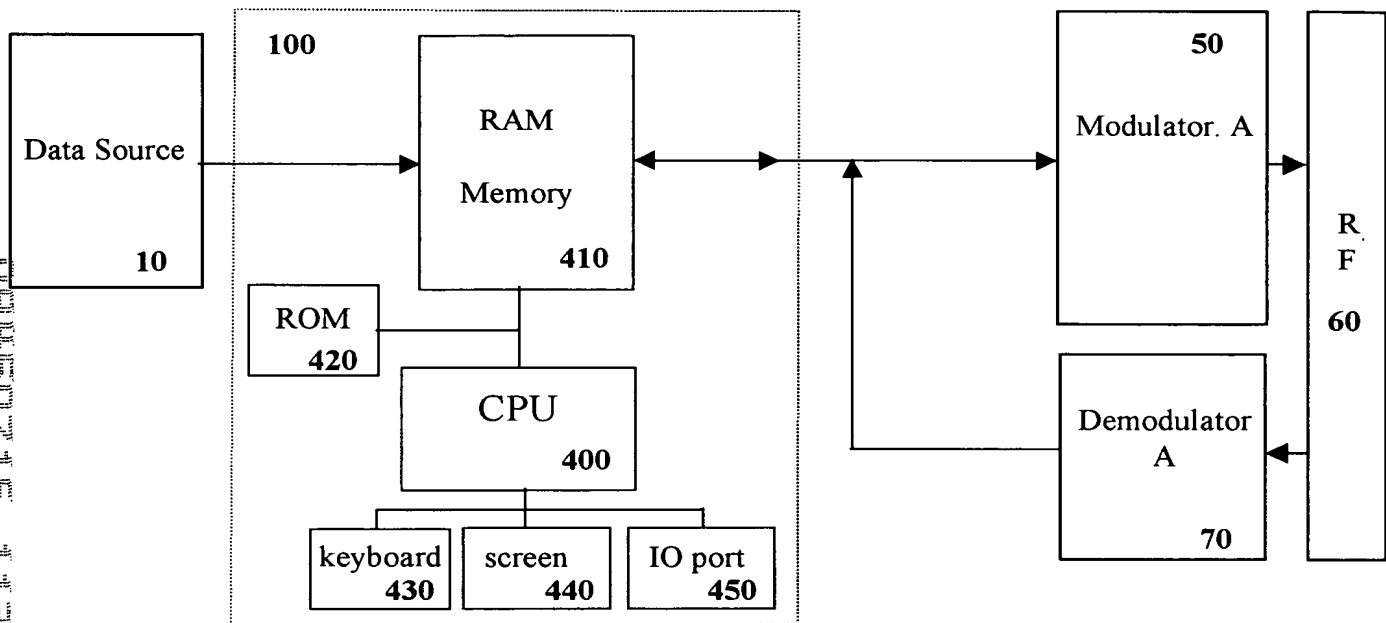 100
Data Source
10
RAM
Memory
410
ROM
420
CPU
400
keyboard
430
screen
440
IO port
450
50
Modulator. A
R.
F
60
Demodulator
A
70